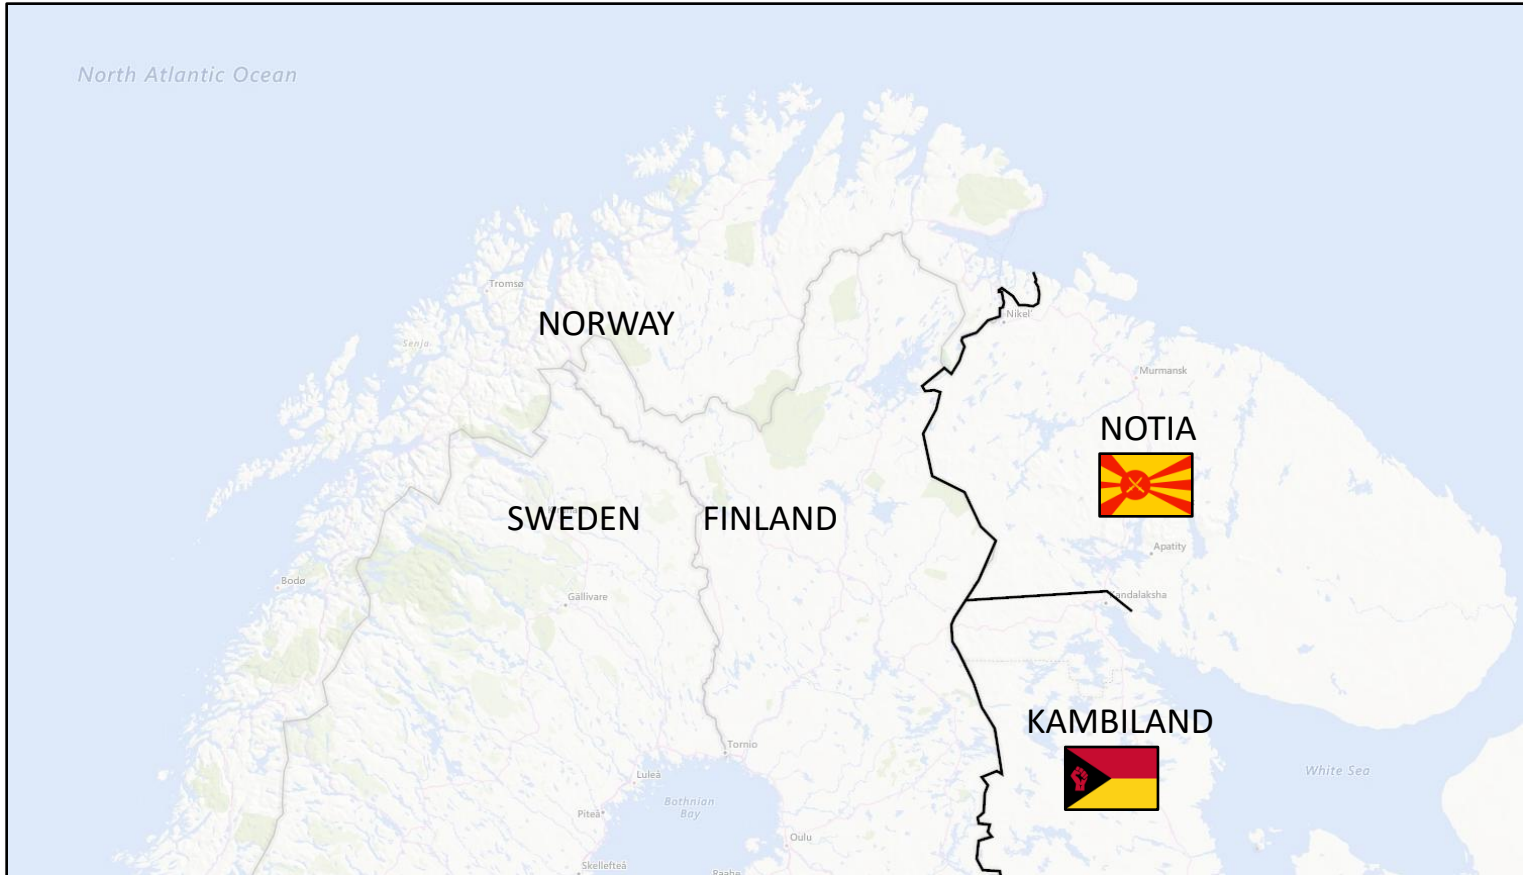 North Atlantic Ocean
Tromsø
Senja
NORWAY
Nikel'
Murmansk
NOTIA
SWEDEN
FINLAND
Apatity
Bodø
Gällivare
Kandalaksha
KAMBILAND
Tornio
Luleå
White Sea
Bothnian
Bay
Piteå
Oulu
Skellefteå
Raahe